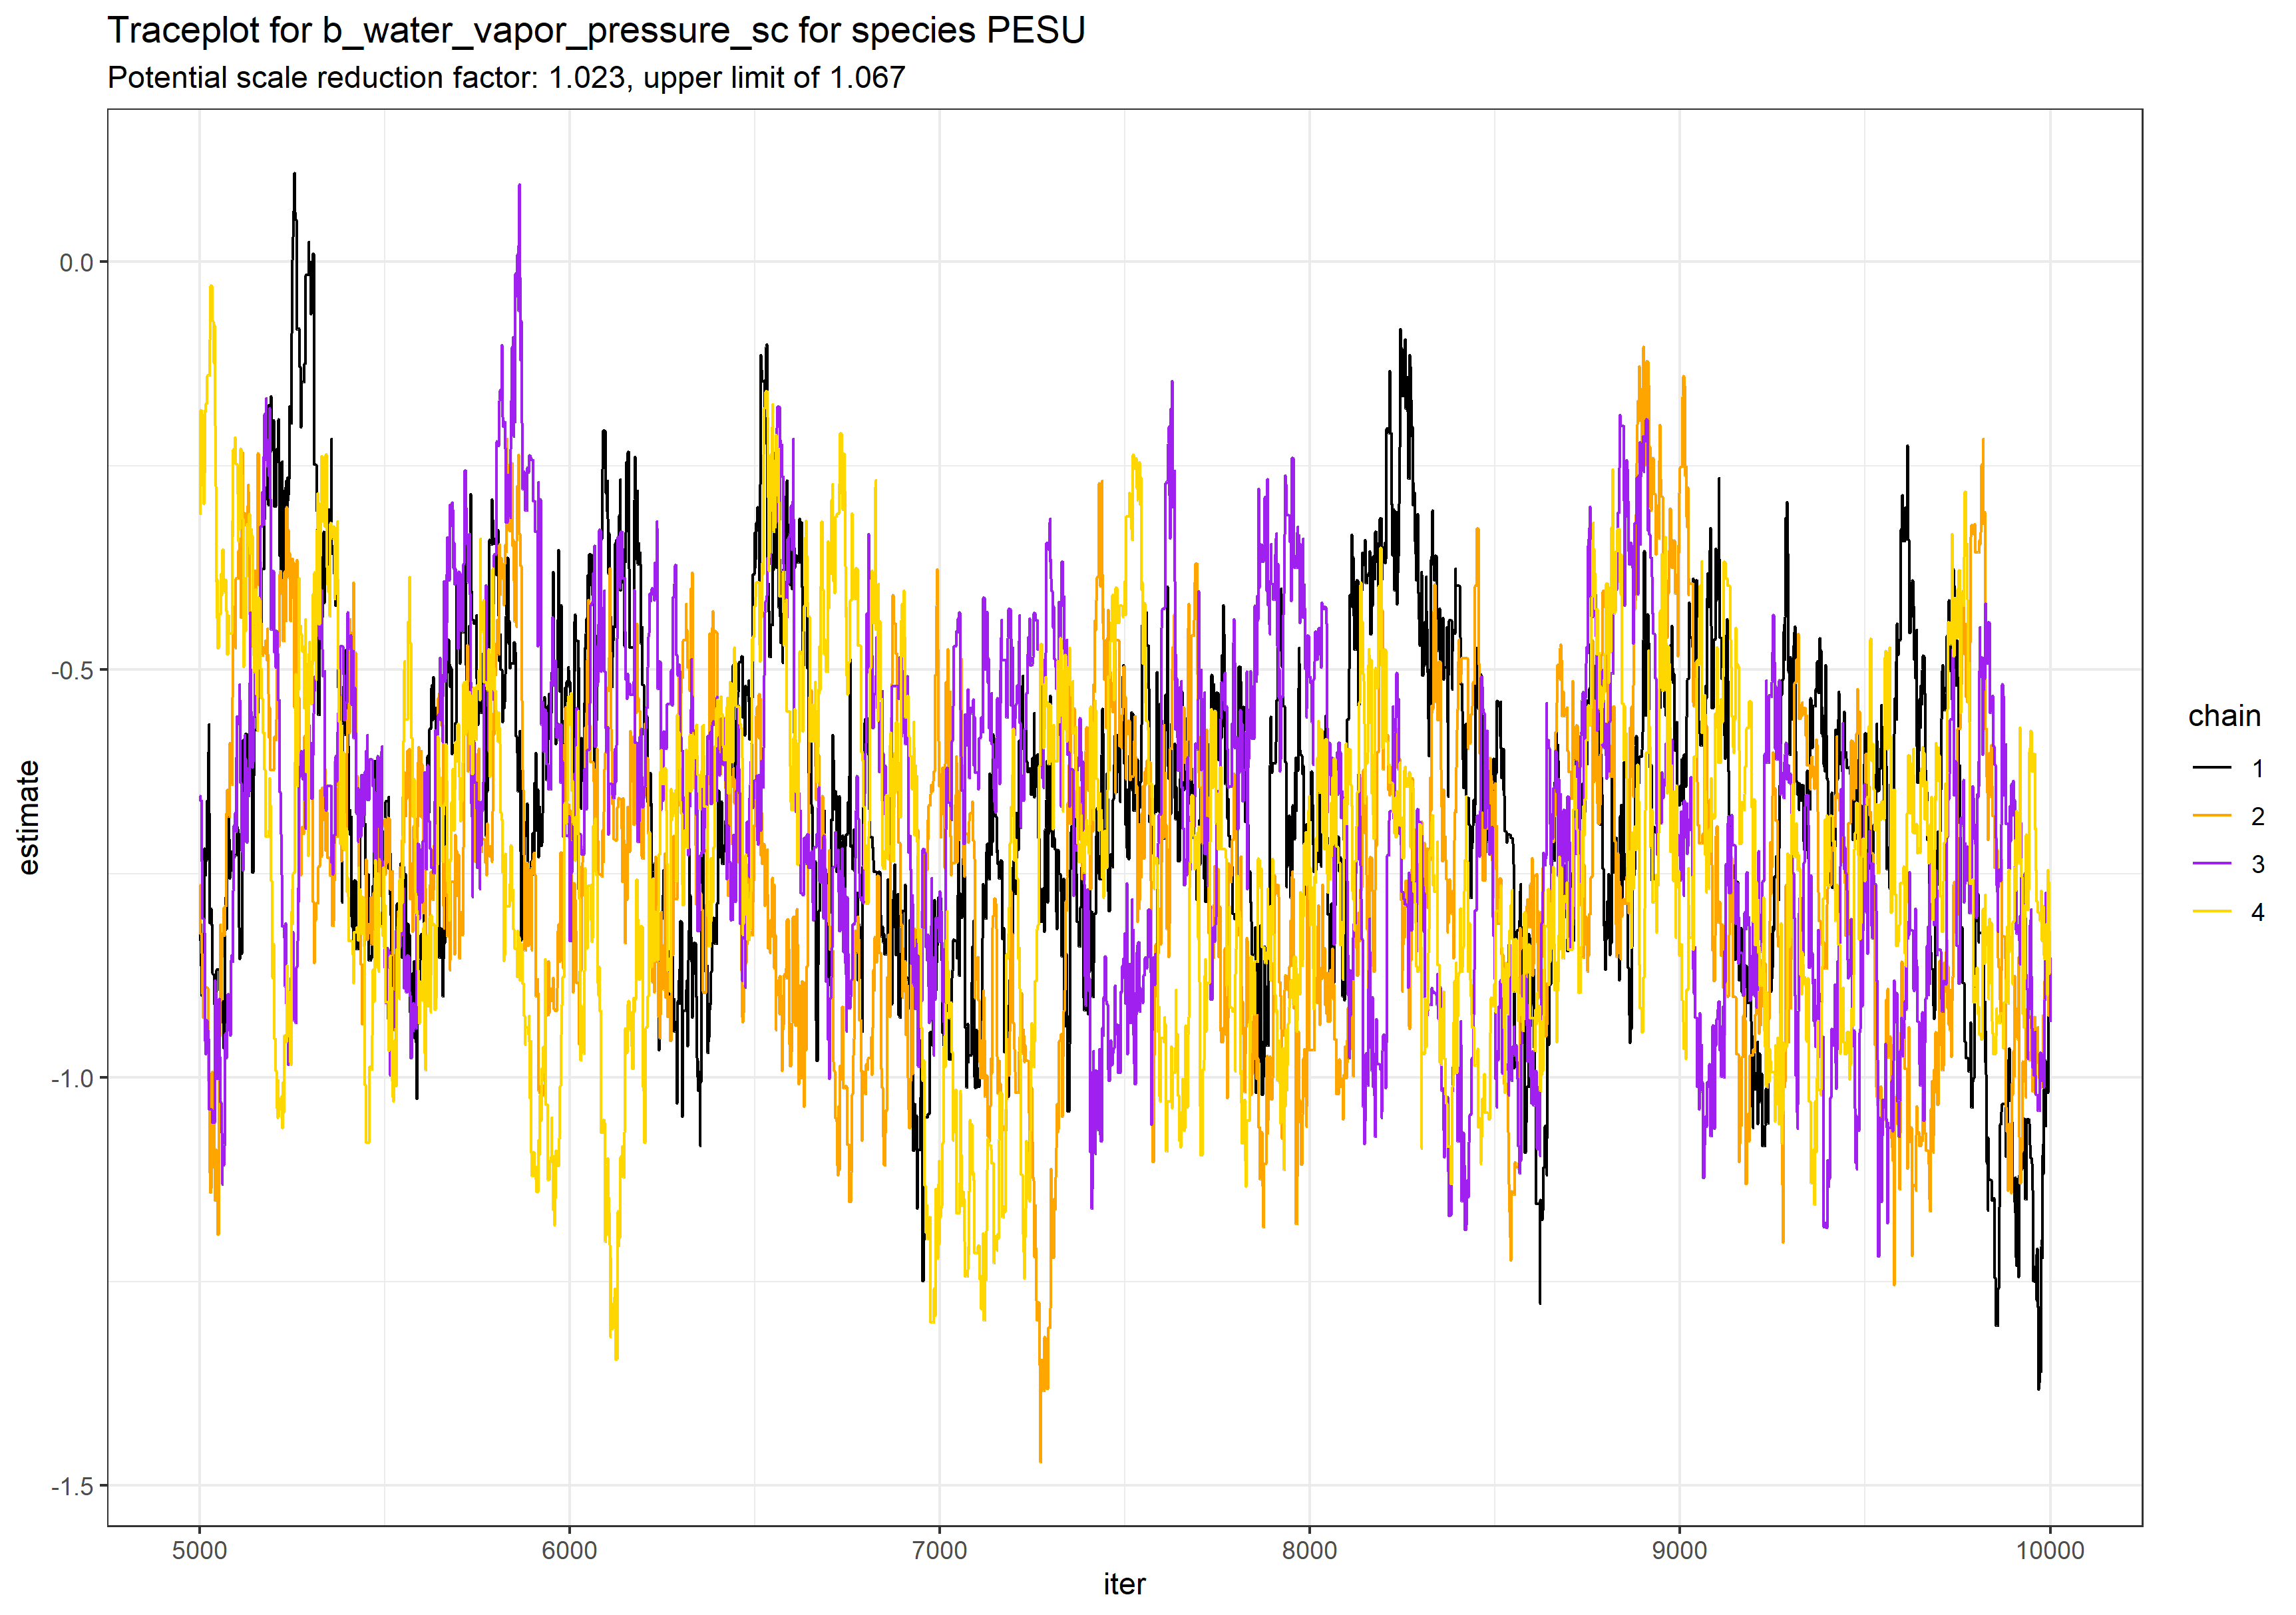 Traceplot for b_water_vapor_pressure_sc for species PESU
Potential scale reduction factor: 1.023, upper limit of 1.067
0.0
-0.5
-1.0
-1.5
estimate
5000 6000 7000 8000 9000 10000
iter
chain
1
2
3
4